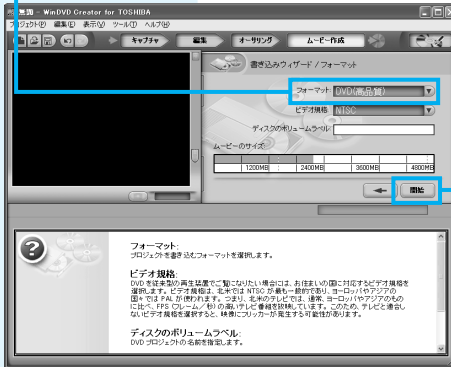 無題 - WinDVD Creator for TOSHIBA
プロジェクト(P) 編集(E) 表示(V) ツール(T) ヘルプ(H)
キャプチャ 編集 オーサリング ムービー作成
書き込みウィザード / フォーマット
フォーマット DVD(高品質)
ビデオ規格 NTSC
ディスクのボリュームラベル
ムービーのサイズ
1200MB 2400MB 3600MB 4800MB
開始
フォーマット:
プロジェクトを書き込むフォーマットを選択します。
ビデオ規格:
DVD を従来型の再生装置でご覧になりたい場合には、お住まいの国に対応するビデオ規格を
選択します。ビデオ規格は、北米では NTSC が最も一般的であり、ヨーロッパやアジアの
国々では PAL が使われます。つまり、北米のテレビでは、通常、ヨーロッパやアジアのもの
に比べ、FPS (フレーム／秒) の高いテレビ番組を放映しています。このため、テレビと適合し
ないビデオ規格を選択すると、映像にフリッカーが発生する可能性があります。
ディスクのボリュームラベル:
DVD プロジェクトの名前を指定します。